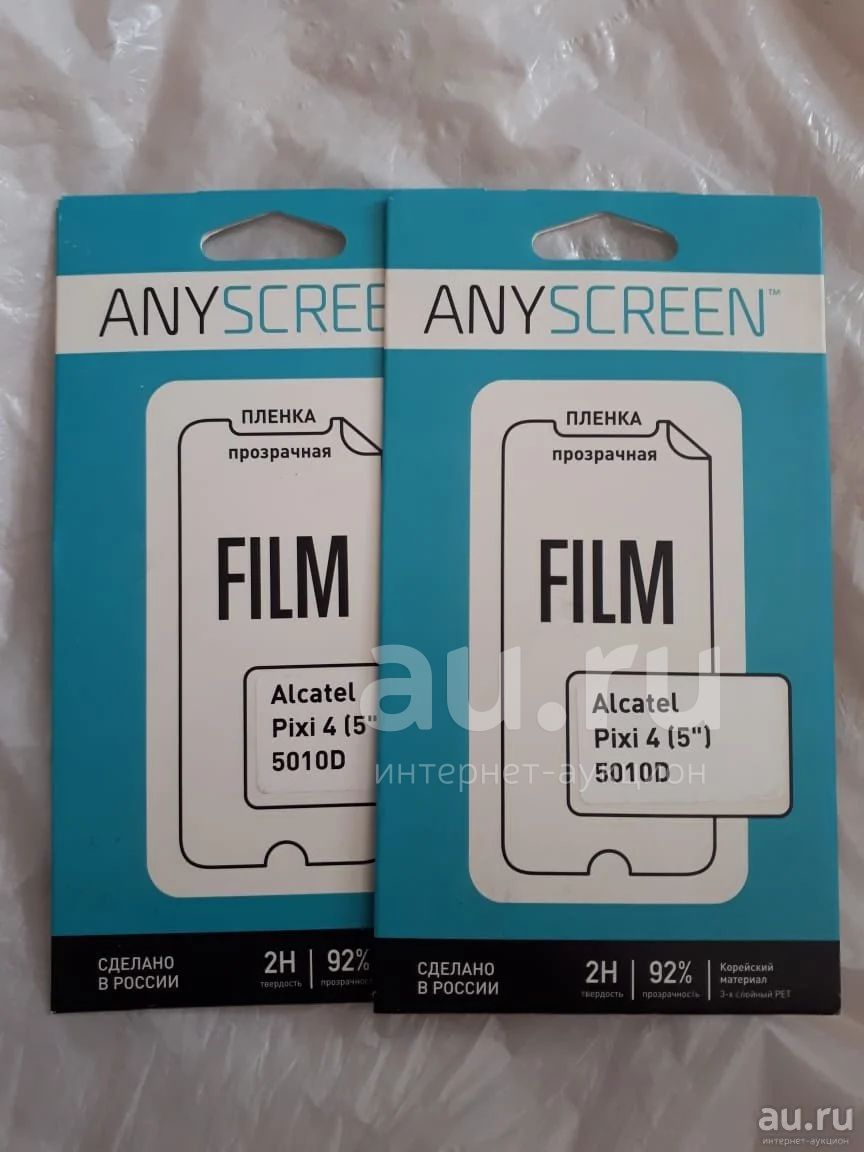 ANYSCREE
ПЛЕНКА
прозрачная
FILM
Alcatel
Pixi 4 (5"
5010D
СДЕЛАНО
В РОССИИ
2H
твердость
92%
прозрачность
ANYSCREEN™
ПЛЕНКА
прозрачная
FILM
Alcatel
Pixi 4 (5")
5010D
СДЕЛАНО
В РОССИИ
2H
твердость
92%
прозрачность
Корейский
материал
3-х слойный PET
au.ru
интернет-аукцион
au.ru
интернет-аукцион